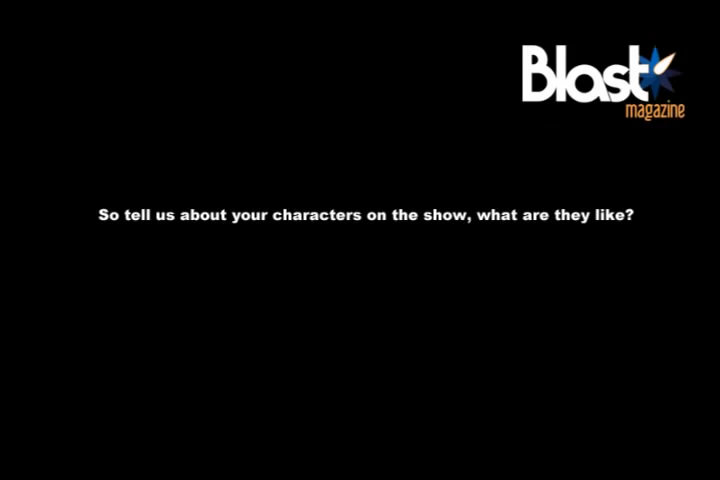 Blast
magazine
So tell us about your characters on the show, what are they like?